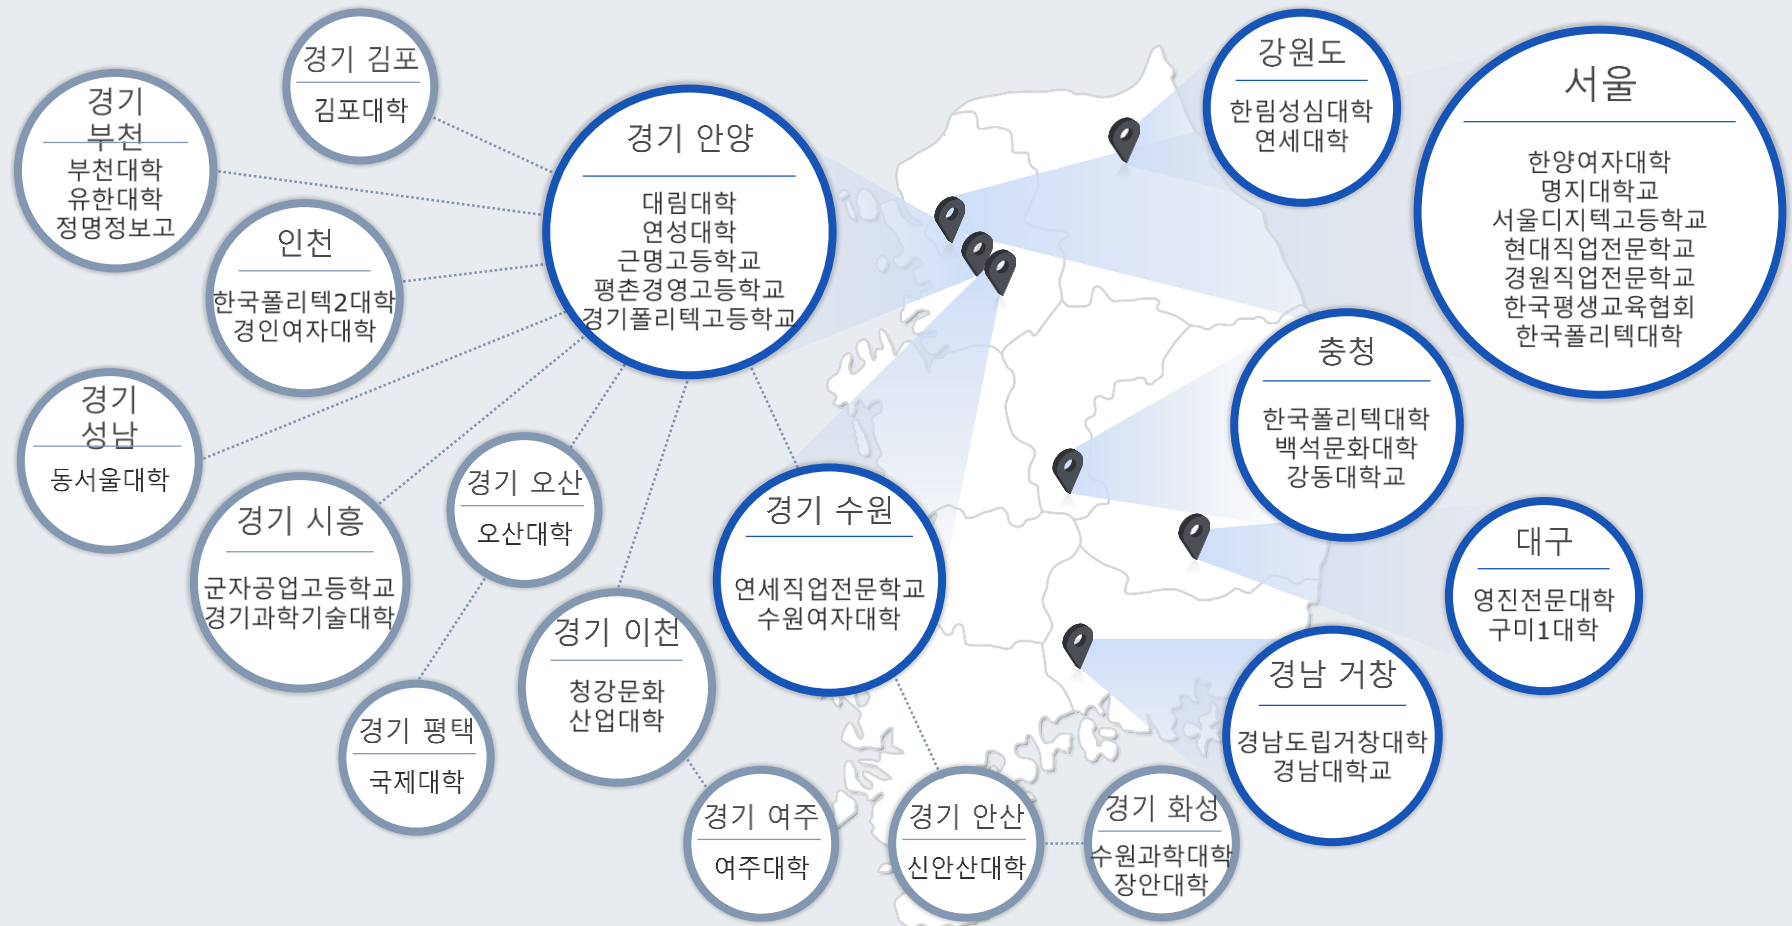 경기 김포
김포대학
경기
부천
부천대학
유한대학
정명정보고
인천
한국폴리텍2대학
경인여자대학
경기 안양
대림대학
연성대학
근명고등학교
평촌경영고등학교
경기폴리텍고등학교
강원도
한림성심대학
연세대학
서울
한양여자대학
명지대학교
서울디지텍고등학교
현대직업전문학교
경원직업전문학교
한국평생교육협회
한국폴리텍대학
충청
한국폴리텍대학
백석문화대학
강동대학교
경기
성남
동서울대학
경기 시흥
군자공업고등학교
경기과학기술대학
경기 오산
오산대학
경기 수원
연세직업전문학교
수원여자대학
대구
영진전문대학
구미1대학
경기 이천
청강문화
산업대학
경남 거창
경남도립거창대학
경남대학교
경기 평택
국제대학
경기 여주
여주대학
경기 안산
신안산대학
경기 화성
수원과학대학
장안대학